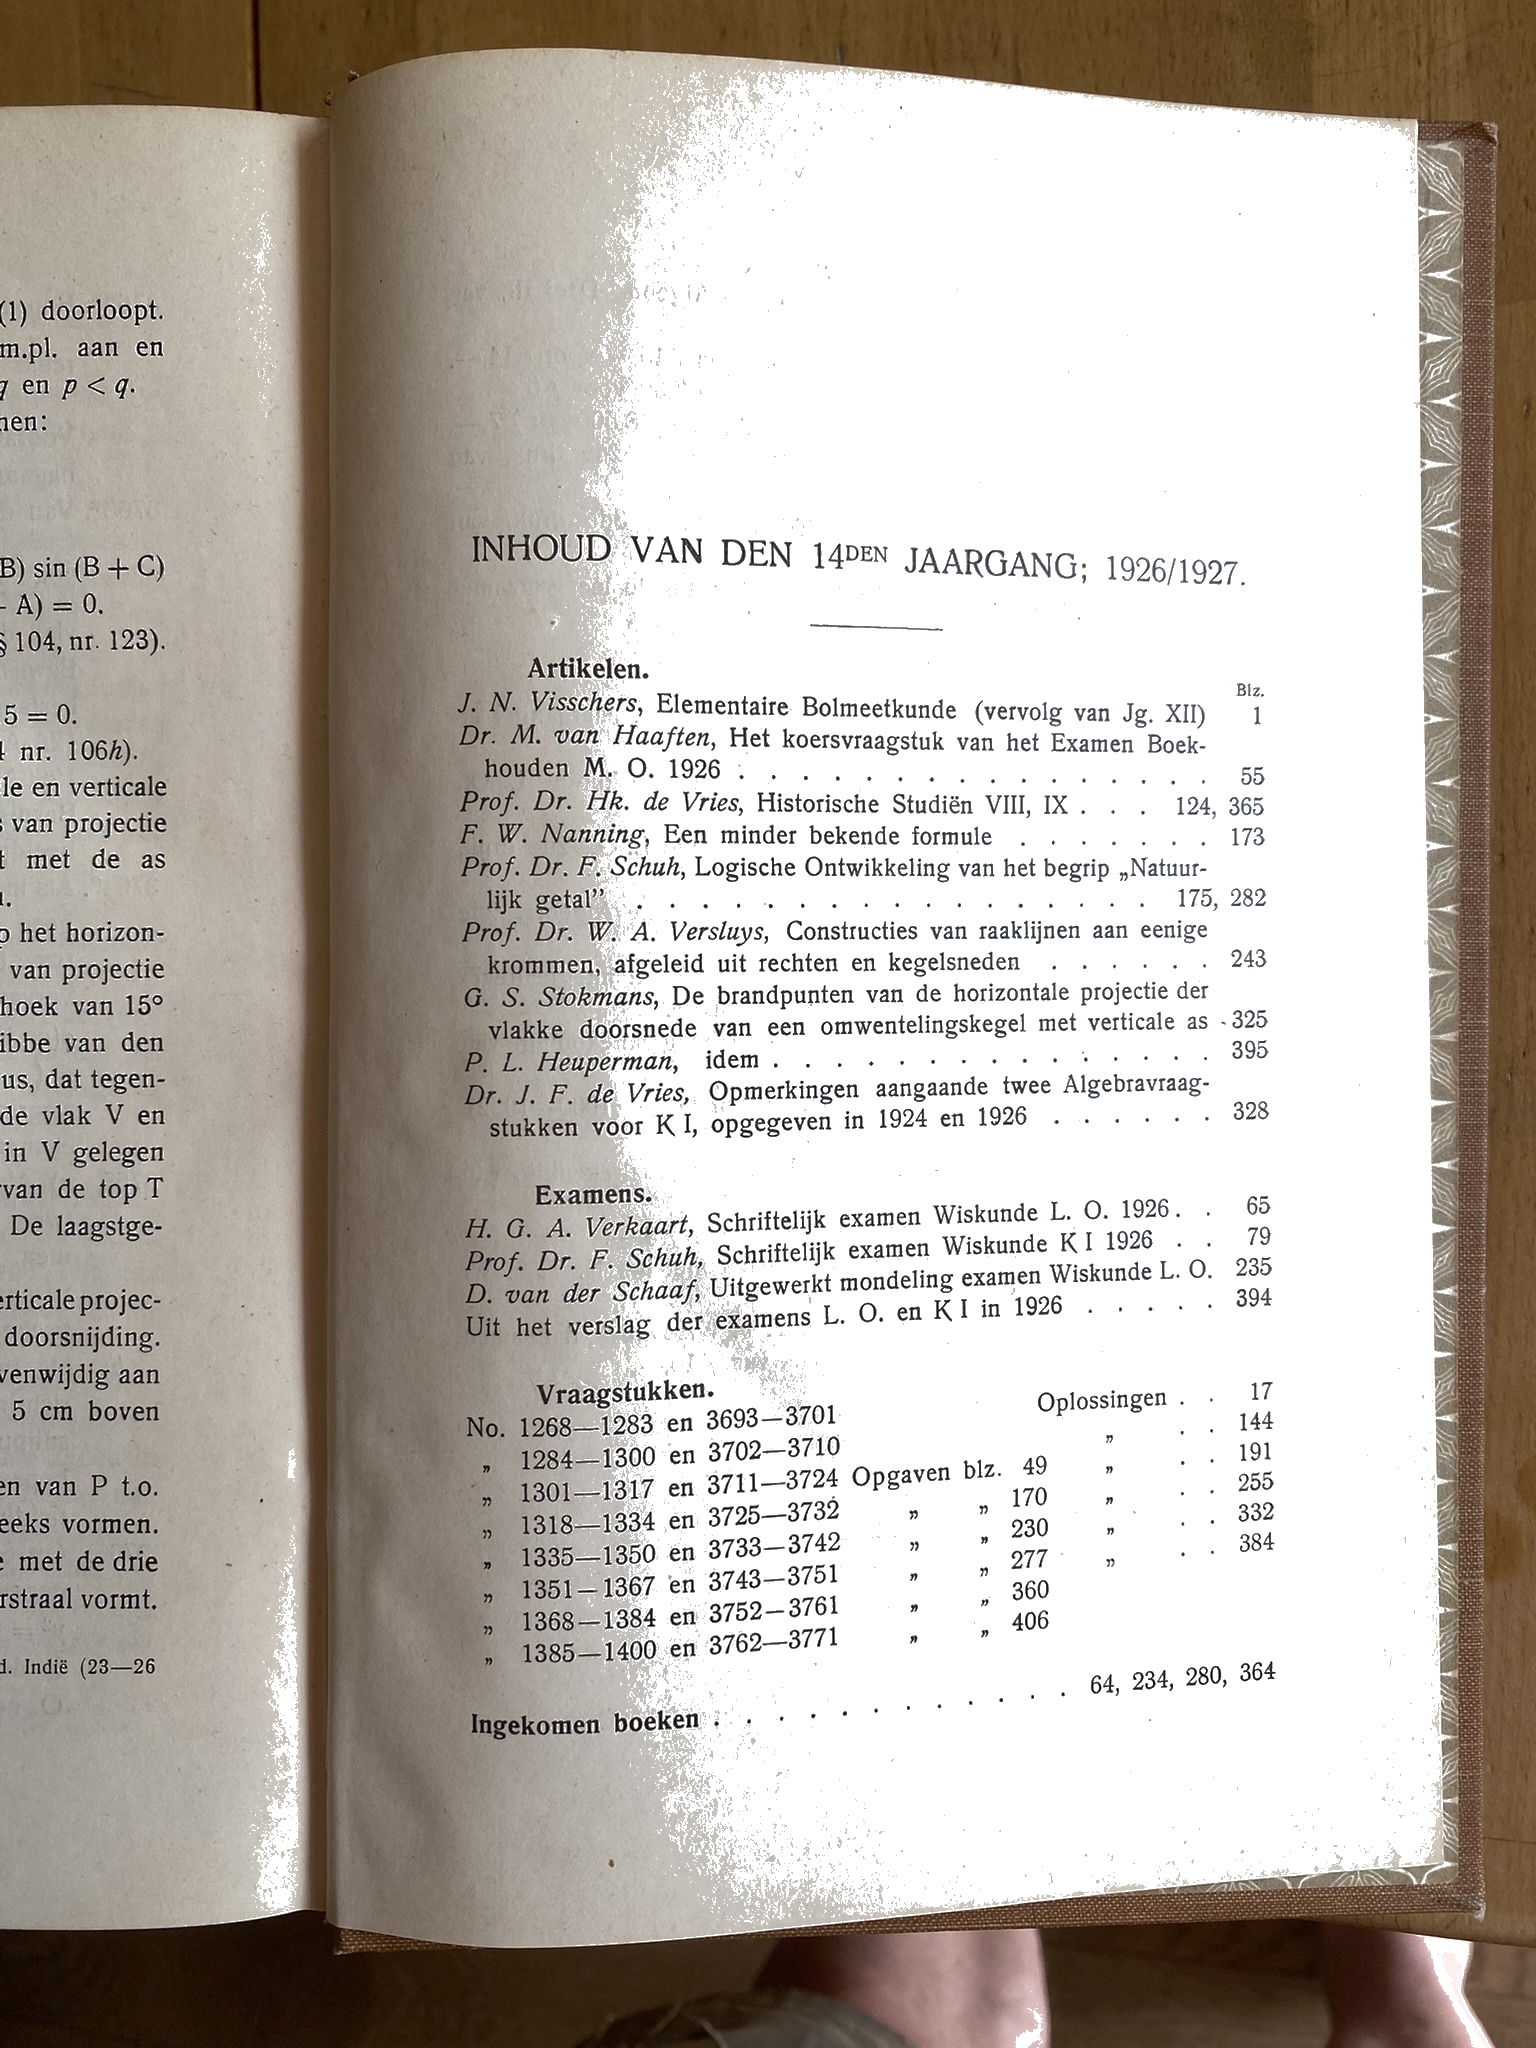 (1) doorloopt.
m.pl. aan en
q en p < q.
nen:
B) sin (B + C)
- A) = 0.
§ 104, nr. 123).
5 = 0.
nr. 106h).
le en verticale
van projectie
t met de as
het horizon-
van projectie
hoek van 15°
ibbe van den
us, dat tegen-
de vlak V en
in V gelegen
rvan de top T
De laagstge-
erticale projec-
doorsnijding.
venwijdig aan
5 cm boven
en van P t.o.
eeks vormen.
met de drie
rstraal vormt.
d. Indië (23—26
INHOUD VAN DEN 14DEN JAARGANG; 1926/1927.
Artikelen.
Blz.
J. N. Visschers, Elementaire Bolmeetkunde (vervolg van Jg. XII) 1
Dr. M. van Haaften, Het koersvraagstuk van het Examen Boek-
houden M. O. 1926 . . . . . . . . . . . . . . . 55
Prof. Dr. Hk. de Vries, Historische Studiën VIII, IX . . . 124, 365
F. W. Nanning, Een minder bekende formule . . . . . . . 173
Prof. Dr. F. Schuh, Logische Ontwikkeling van het begrip „Natuur-
lijk getal” . . . . . . . . . . . . . . . . . 175, 282
Prof. Dr. W. A. Versluys, Constructies van raaklijnen aan eenige
krommen, afgeleid uit rechten en kegelsneden . . . . . . 243
G. S. Stokmans, De brandpunten van de horizontale projectie der
vlakke doorsnede van een omwentelingskegel met verticale as . 325
P. L. Heuperman, idem . . . . . . . . . . . . . . 395
Dr. J. F. de Vries, Opmerkingen aangaande twee Algebravraag-
stukken voor K I, opgegeven in 1924 en 1926 . . . . . . 328
Examens.
H. G. A. Verkaart, Schriftelijk examen Wiskunde L. O. 1926 . . 65
Prof. Dr. F. Schuh, Schriftelijk examen Wiskunde K I 1926 . . 79
D. van der Schaaf, Uitgewerkt mondeling examen Wiskunde L. O. 235
Uit het verslag der examens L. O. en K I in 1926 . . . . . 394
Vraagstukken.
No. 1268—1283 en 3693—3701 Oplossingen . . 17
„ 1284—1300 en 3702—3710 „ . . 144
„ 1301—1317 en 3711—3724 Opgaven blz. 49 „ . . 191
„ 1318—1334 en 3725—3732 „ „ 170 „ . . 255
„ 1335—1350 en 3733—3742 „ „ 230 „ . . 332
„ 1351—1367 en 3743—3751 „ „ 277 „ . . 384
„ 1368—1384 en 3752—3761 „ „ 360
„ 1385—1400 en 3762—3771 „ „ 406
Ingekomen boeken . . . . . . . . . . . . 64, 234, 280, 364